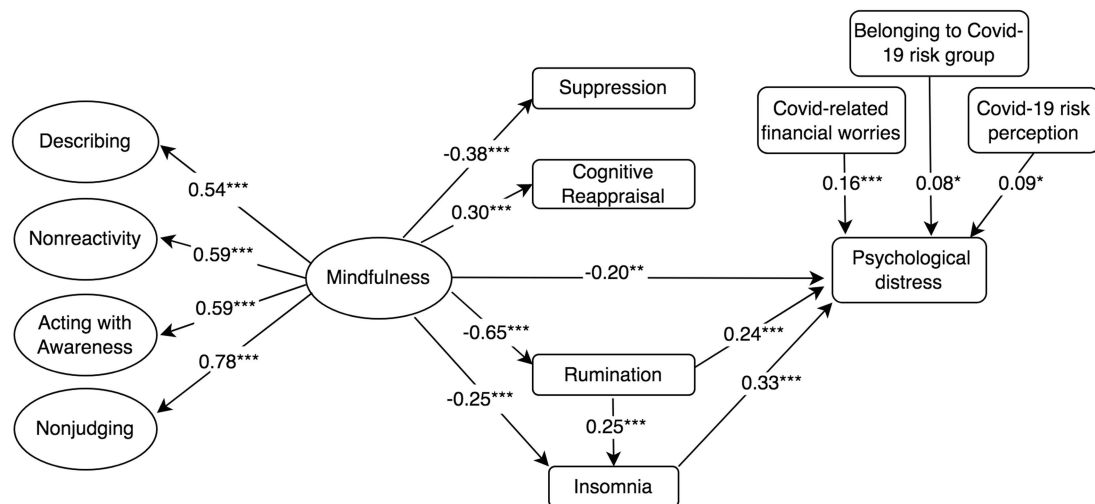 Belonging to Covid-
19 risk group
Suppression
Covid-related
financial worries
Covid-19 risk
perception
Describing
-0.38***
Cognitive
Reappraisal
0.54***
0.16***
0.08*
0.09*
0.30***
Nonreactivity
0.59***
Mindfulness
-0.20**
Psychological
distress
Acting with
Awareness
0.59***
-0.65***
0.24***
0.78***
Rumination
-0.25***
0.33***
Nonjudging
0.25***
Insomnia